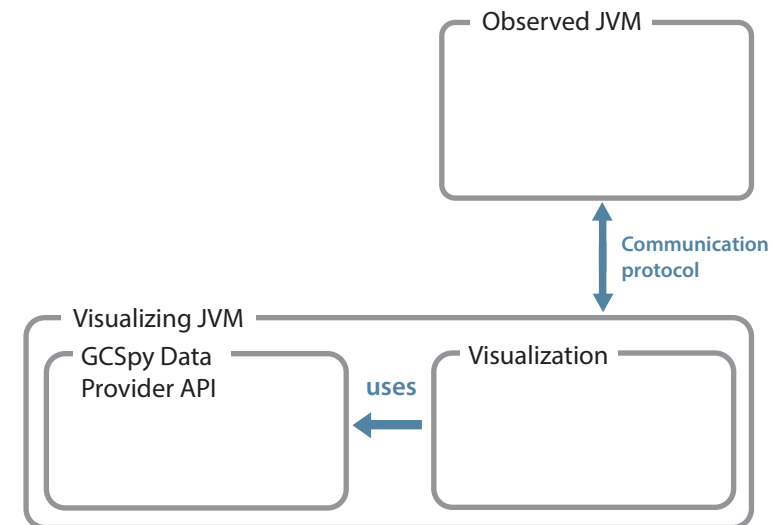 Observed JVM
Communication
protocol
Visualizing JVM
GCSpy Data
Provider API
uses
Visualization